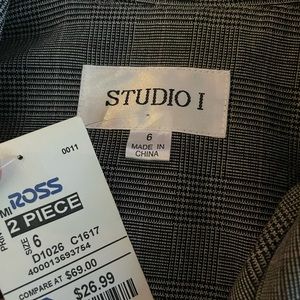 STUDIO I
6
MADE IN
CHINA
0011
ROSS
2 PIECE
SIZE 6
D1026 C1617
400013693754
COMPARE AT $69.00
$26.99